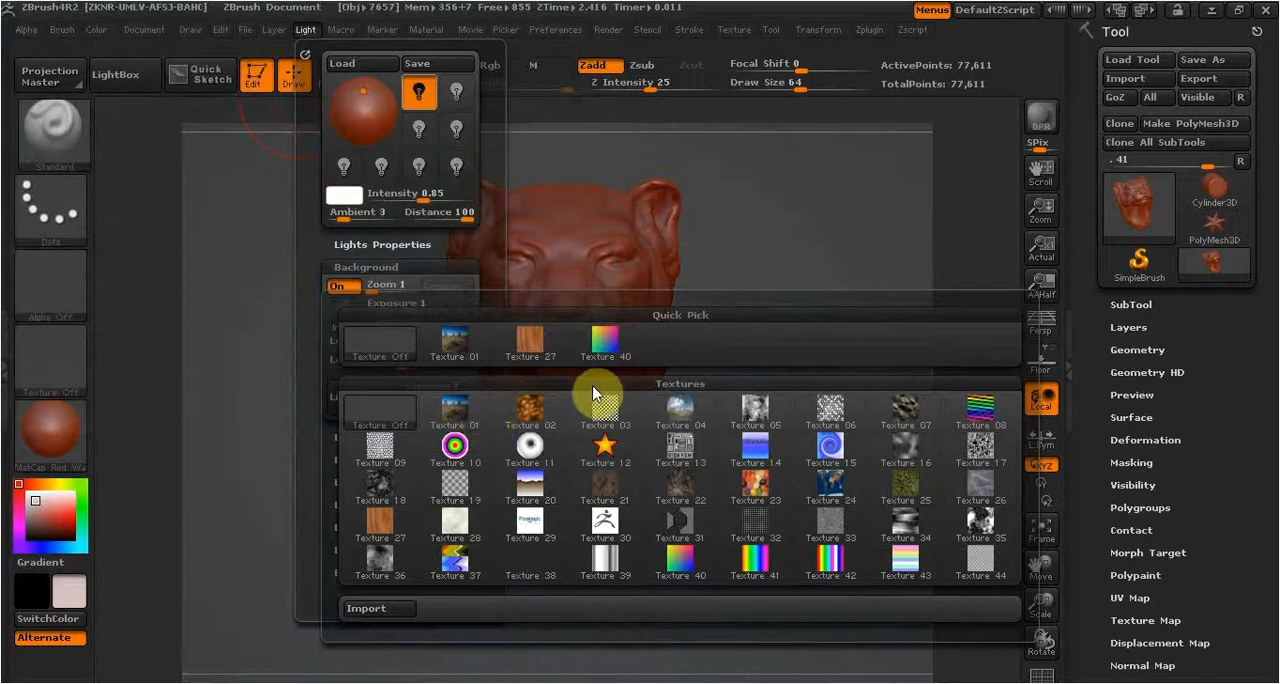 ZBrush4R2 [ZKNR-UMLV-AFSJ-BAHC]   ZBrush Document   [Obj▸7657] Mem▸356+7 Free▸855 ZTime▸2.416 Timer▸0.011   Menus   DefaultZScript
Alpha Brush Color Document Draw Edit File Layer Light Macro Marker Material Movie Picker Preferences Render Stencil Stroke Texture Tool Transform Zplugin Zscript
Tool
Load Tool Save As
Import Export
GoZ All Visible R
Clone Make PolyMesh3D
Clone All SubTools
.41 R
Cylinder3D
PolyMesh3D
SimpleBrush
SubTool
Layers
Geometry
Geometry HD
Preview
Surface
Deformation
Masking
Visibility
Polygroups
Contact
Morph Target
Polypaint
UV Map
Texture Map
Displacement Map
Normal Map
Projection
Master
LightBox
Quick
Sketch
Edit
Draw
Rgb M Zadd Zsub Zcut
Z Intensity 25
Focal Shift 0
Draw Size 64
ActivePoints: 77,611
TotalPoints: 77,611
Standard
Dots
Alpha Off
Texture Off
MatCap Red Wa
Gradient
SwitchColor
Alternate
Load Save
Intensity 0.85
Ambient 3 Distance 100
Lights Properties
Background
On Zoom 1
Exposure 1
Quick Pick
Texture Off Texture 01 Texture 27 Texture 40
Textures
Texture Off Texture 01 Texture 02 Texture 03 Texture 04 Texture 05 Texture 06 Texture 07 Texture 08
Texture 09 Texture 10 Texture 11 Texture 12 Texture 13 Texture 14 Texture 15 Texture 16 Texture 17
Texture 18 Texture 19 Texture 20 Texture 21 Texture 22 Texture 23 Texture 24 Texture 25 Texture 26
Texture 27 Texture 28 Texture 29 Texture 30 Texture 31 Texture 32 Texture 33 Texture 34 Texture 35
Texture 36 Texture 37 Texture 38 Texture 39 Texture 40 Texture 41 Texture 42 Texture 43 Texture 44
Import
BPR
SPix
Scroll
Zoom
Actual
AAHalf
Persp
Floor
Local
L.Sym
XYZ
Frame
Move
Scale
Rotate